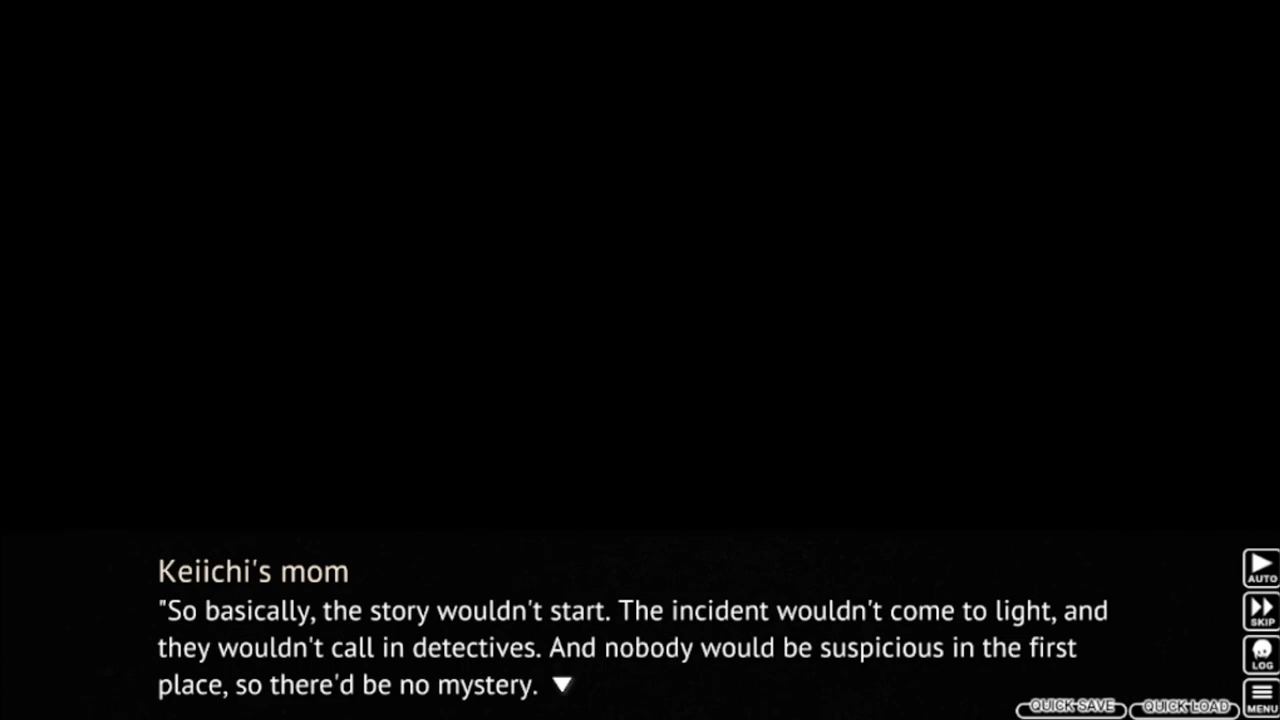 Keiichi's mom
"So basically, the story wouldn't start. The incident wouldn't come to light, and
they wouldn't call in detectives. And nobody would be suspicious in the first
place, so there'd be no mystery.
AUTO
SKIP
LOG
MENU
QUICK SAVE
QUICK LOAD